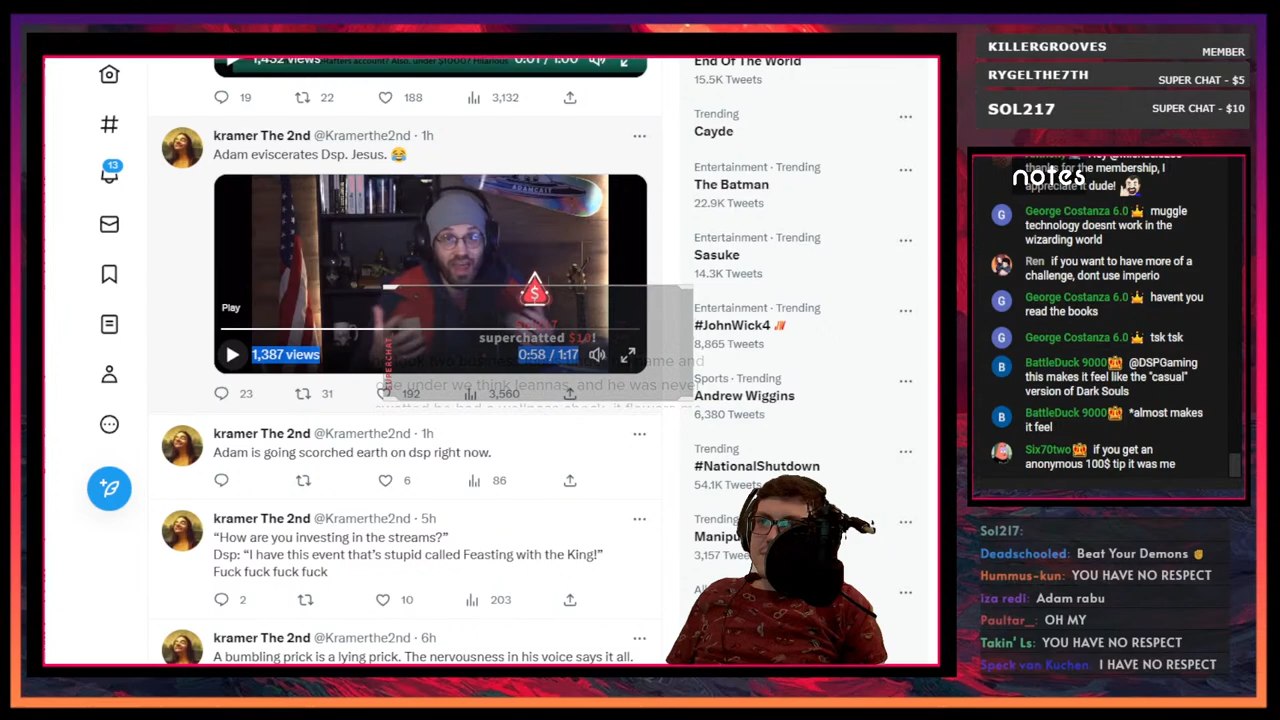 1,432 views
0:01 / 1:00
19
22
188
3,132
kramer The 2nd @Kramerthe2nd · 1h
Adam eviscerates Dsp. Jesus. 😂
ADAMCAST
Play
superchatted $10!
SUPERCHAT
1,387 views
0:58 / 1:17
23
31
192
3,560
kramer The 2nd @Kramerthe2nd · 1h
Adam is going scorched earth on dsp right now.
6
86
kramer The 2nd @Kramerthe2nd · 5h
“How are you investing in the streams?”
Dsp: “I have this event that’s stupid called Feasting with the King!”
Fuck fuck fuck fuck
2
10
203
kramer The 2nd @Kramerthe2nd · 6h
A bumbling prick is a lying prick. The nervousness in his voice says it all.
13
End Of The World
15.5K Tweets
Trending
Cayde
Entertainment · Trending
The Batman
22.9K Tweets
Entertainment · Trending
Sasuke
14.3K Tweets
Entertainment · Trending
#JohnWick4
8,865 Tweets
Sports · Trending
Andrew Wiggins
6,380 Tweets
Trending
#NationalShutdown
54.1K Tweets
Trending
Manipu
3,157
KILLERGROOVES
MEMBER
RYGELTHE7TH
SUPER CHAT - $5
SOL217
SUPER CHAT - $10
notes
thanks for the membership, I
appreciate it dude!
George Costanza 6.0 muggle
technology doesnt work in the
wizarding world
Ren if you want to have more of a
challenge, dont use imperio
George Costanza 6.0 havent you
read the books
George Costanza 6.0 tsk tsk
BattleDuck 9000 @DSPGaming
this makes it feel like the "casual"
version of Dark Souls
BattleDuck 9000 *almost makes
it feel
Six70two if you get an
anonymous 100$ tip it was me
Sol217:
Deadschooled: Beat Your Demons ✊
Hummus-kun: YOU HAVE NO RESPECT
iza redi: Adam rabu
Paultar_: OH MY
Takin' Ls: YOU HAVE NO RESPECT
Speck van Kuchen: I HAVE NO RESPECT